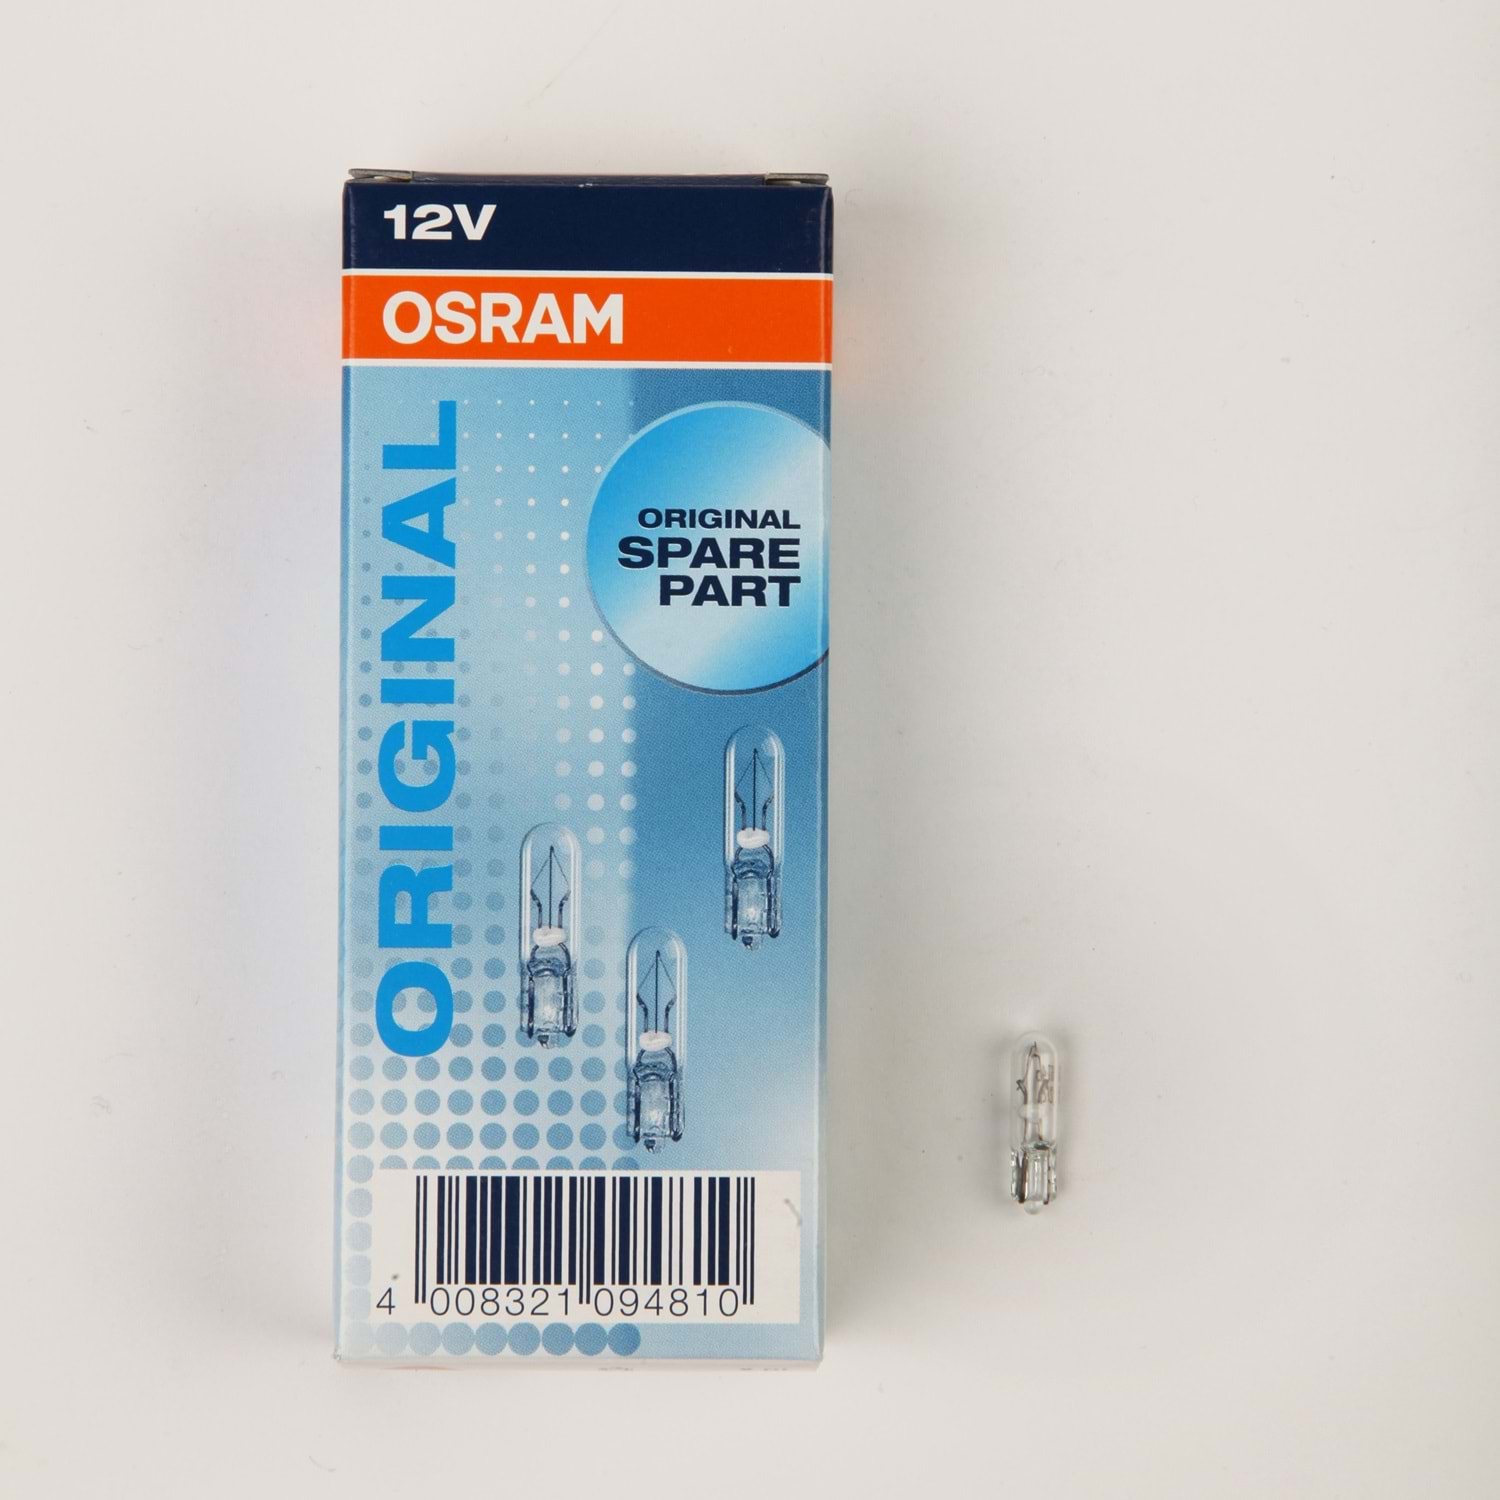 12V
OSRAM
ORIGINAL
ORIGINAL
SPARE
PART
4 008321 094810